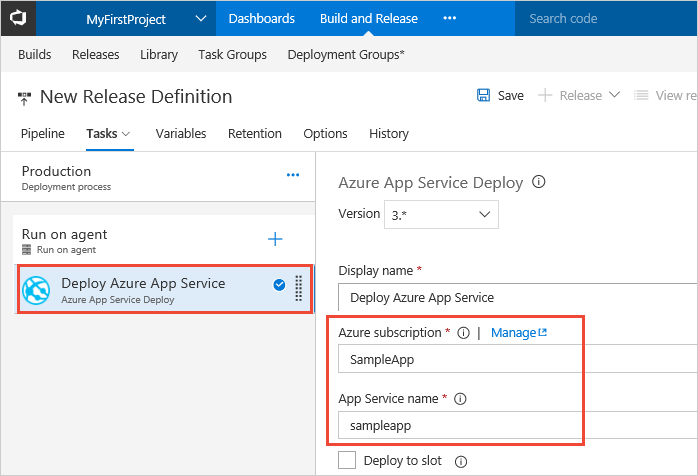 MyFirstProject Dashboards Build and Release ... Search code
Builds Releases Library Task Groups Deployment Groups*
New Release Definition Save + Release View re
Pipeline Tasks Variables Retention Options History
Production ...
Deployment process
Azure App Service Deploy
Version 3.*
Run on agent +
Run on agent
Deploy Azure App Service
Azure App Service Deploy
Display name *
Deploy Azure App Service
Azure subscription * | Manage
SampleApp
App Service name *
sampleapp
Deploy to slot